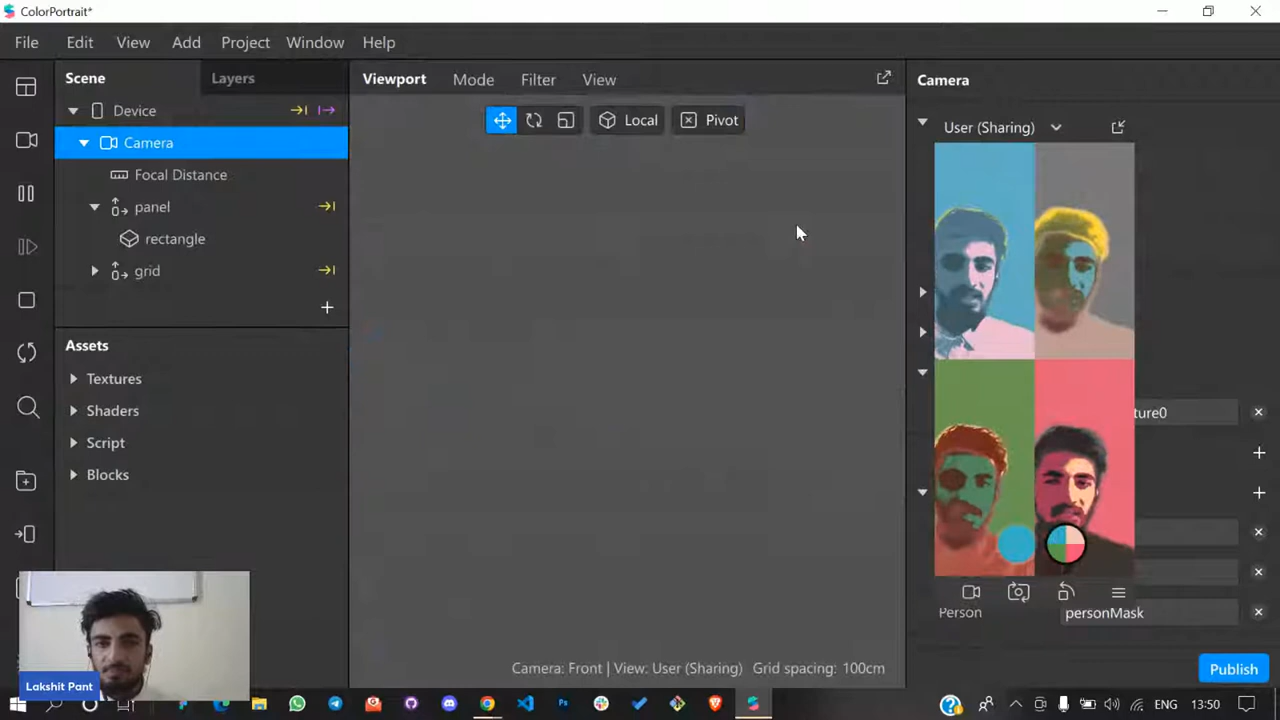 ColorPortrait*
File Edit View Add Project Window Help
Scene Layers
Device
Camera
Focal Distance
panel
rectangle
grid
Assets
Textures
Shaders
Script
Blocks
Viewport Mode Filter View
Local Pivot
Camera: Front | View: User (Sharing) Grid spacing: 100cm
Camera
User (Sharing)
ture0
Person personMask
Publish
Lakshit Pant
Ps
ENG 13:50